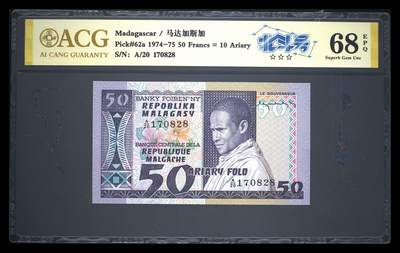 ACG
AI CANG GUARANTY
Madagascar / 马达加斯加
Pick#62a 1974-75 50 Francs = 10 Ariary
S/N: A/20 170828
68 EPQ
Superb Gem Unc
50
BANKY FOIBEN'NY
REPOBLIKA
MALAGASY
BANQUE CENTRALE DE LA
REPUBLIQUE
MALGACHE
LE GOUVERNEUR
50
170828
50
ARIARY FOLO
170828
50